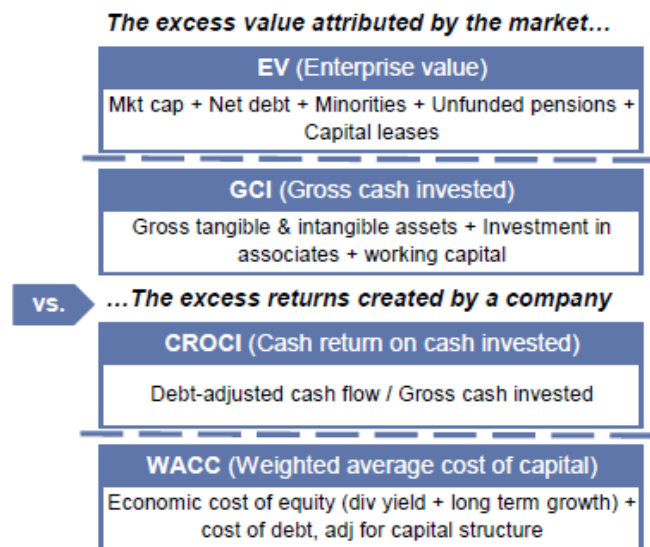 The excess value attributed by the market…
EV (Enterprise value)
Mkt cap + Net debt + Minorities + Unfunded pensions +
Capital leases
GCI (Gross cash invested)
Gross tangible & intangible assets + Investment in
associates + working capital
vs.
…The excess returns created by a company
CROCI (Cash return on cash invested)
Debt-adjusted cash flow / Gross cash invested
WACC (Weighted average cost of capital)
Economic cost of equity (div yield + long term growth) +
cost of debt, adj for capital structure